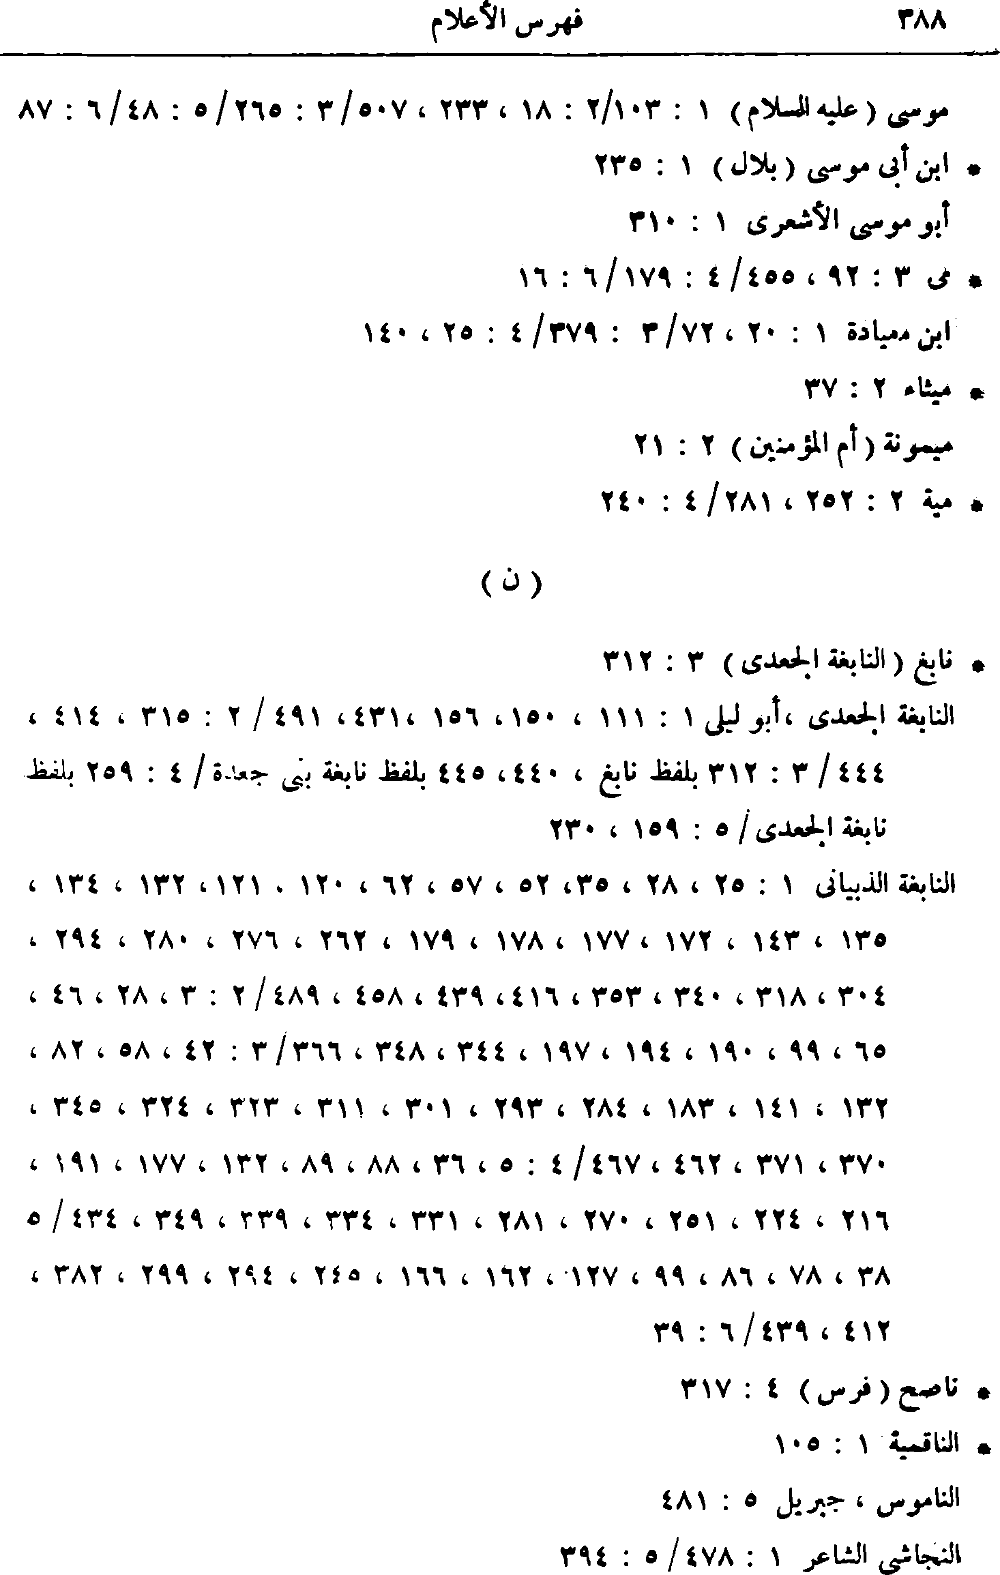 ٣٨٨ فهرس الأعلام
موسى ( عليه السلام ) ١ : ٢/١٠٣ : ١٨ ، ٢٣٣ ، ٣/٥٠٧ : ٥/٢٦٥ : ٦/٤٨ : ٨٧
* ابن أبى موسى ( بلال ) ١ : ٢٣٥
أبو موسى الأشعرى ١ : ٣١٠
* مى ٣ : ٩٢ ، ٤/٤٥٥ : ٦/١٧٩ : ١٦
ابن ميادة ١ : ٢٠ ، ٣/٧٢ : ٤/٣٧٩ : ٢٥ ، ١٤٠
* ميثاء ٢ : ٣٧
ميمونة ( أم المؤمنين ) ٢ : ٢١
* مية ٢ : ٢٥٢ ، ٤/٢٨١ : ٢٤٠
( ن )
* نابغ ( النابغة الجعدى ) ٣ : ٣١٢
النابغة الجعدى ، أبو ليلى ١ : ١١١ ، ١٥٠ ، ١٥٦ ، ٤٣١ ، ٢/٤٩١ : ٣١٥ ، ٤١٤ ،
٣/٤٤٤ : ٣١٢ بلفظ نابغ ، ٤٤٠ ، ٤٤٥ بلفظ نابغة بنى جعدة / ٤ : ٢٥٩ بلفظ
نابغة الجعدى / ٥ : ١٥٩ ، ٢٣٠
النابغة الذبيانى ١ : ٢٥ ، ٢٨ ، ٣٥ ، ٥٢ ، ٥٧ ، ٦٢ ، ١٢٠ ، ١٢١ ، ١٣٢ ، ١٣٤ ،
١٣٥ ، ١٤٣ ، ١٧٢ ، ١٧٧ ، ١٧٨ ، ١٧٩ ، ٢٦٢ ، ٢٧٦ ، ٢٨٠ ، ٢٩٤ ،
٣٠٤ ، ٣١٨ ، ٣٤٠ ، ٣٥٣ ، ٤١٦ ، ٤٣٩ ، ٤٥٨ ، ٢/٤٨٩ : ٣ ، ٢٨ ، ٤٦ ،
٦٥ ، ٩٩ ، ١٩٠ ، ١٩٤ ، ١٩٧ ، ٣٤٤ ، ٣٤٨ ، ٣/٣٦٦ : ٤٢ ، ٥٨ ، ٨٢ ،
١٣٢ ، ١٤١ ، ١٨٣ ، ٢٨٤ ، ٢٩٣ ، ٣٠١ ، ٣١١ ، ٣٢٣ ، ٣٢٤ ، ٣٤٥ ،
٣٧٠ ، ٣٧١ ، ٤٦٢ ، ٤/٤٦٧ : ٥ ، ٣٦ ، ٨٨ ، ٨٩ ، ١٣٢ ، ١٧٧ ، ١٩١ ،
٢١٦ ، ٢٢٤ ، ٢٥١ ، ٢٧٠ ، ٢٨١ ، ٣٣١ ، ٣٣٤ ، ٣٣٩ ، ٣٤٩ ، ٥/٤٣٤
٣٨ ، ٧٨ ، ٨٦ ، ٩٩ ، ١٢٧ ، ١٦٢ ، ١٦٦ ، ٢٤٥ ، ٢٩٤ ، ٢٩٩ ، ٣٨٢ ،
٤١٢ ، ٦/٤٣٩ : ٣٩
* ناصح ( فرس ) ٤ : ٣١٧
* الناقمية ١ : ١٠٥
الناموس ، جبريل ٥ : ٤٨١
النجاشى الشاعر ١ : ٥/٤٧٨ : ٣٩٤